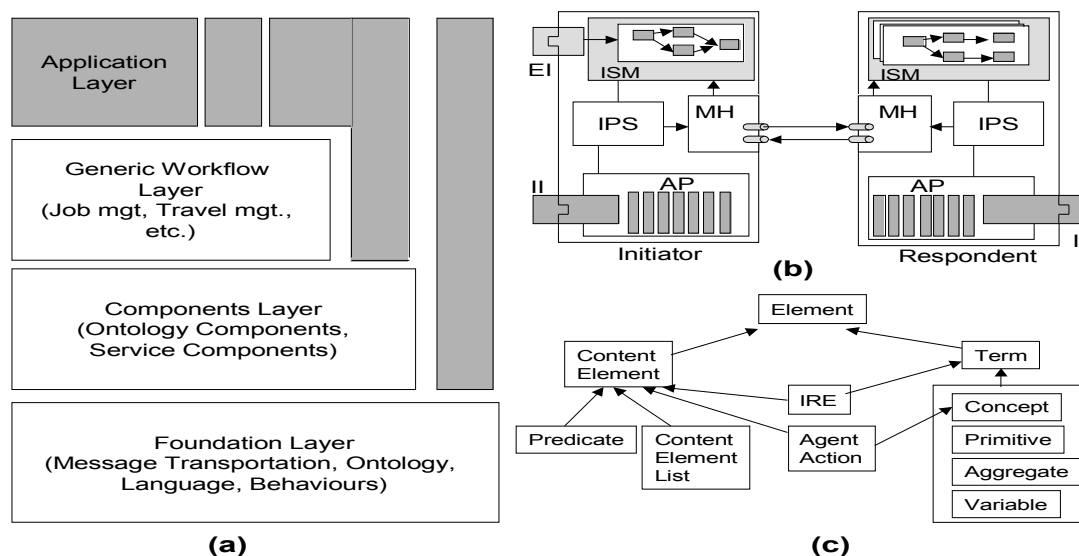 Application
Layer
Generic Workflow
Layer
(Job mgt, Travel mgt.,
etc.)
Components Layer
(Ontology Components,
Service Components)
Foundation Layer
(Message Transportation, Ontology,
Language, Behaviours)
(a)
EI
ISM
IPS
MH
II
AP
Initiator
ISM
MH
IPS
AP
I
Respondent
(b)
Element
Content
Element
Term
IRE
Concept
Predicate
Content
Element
List
Agent
Action
Primitive
Aggregate
Variable
(c)